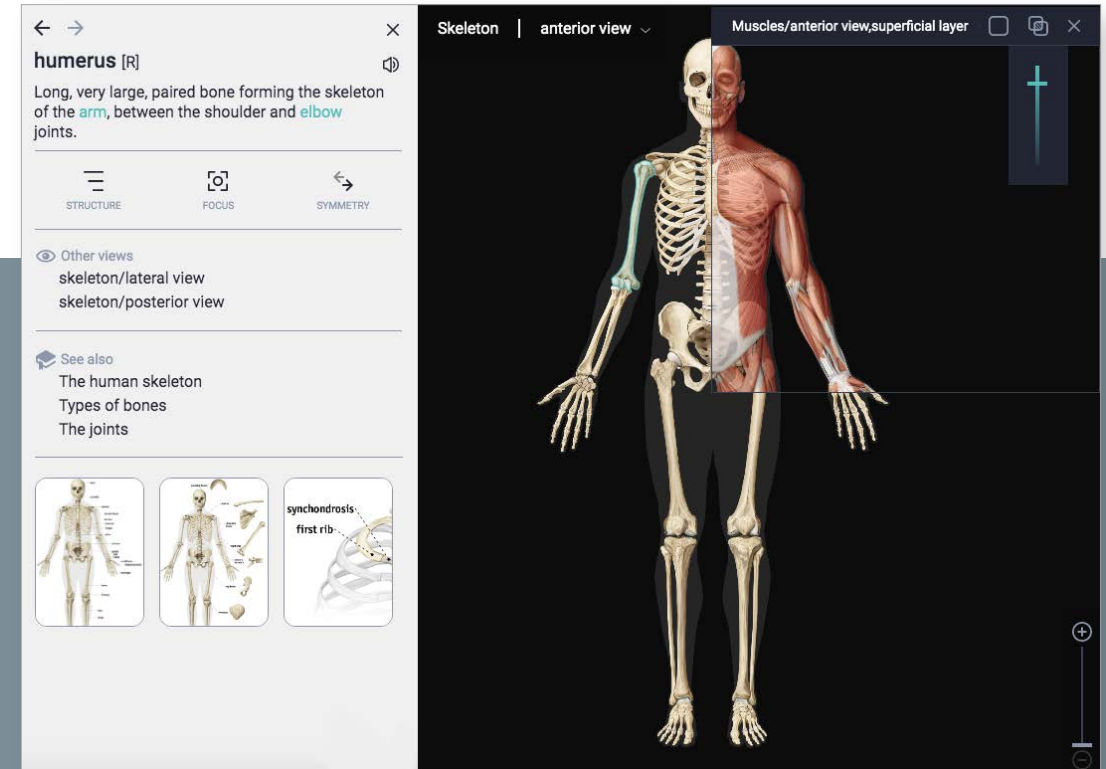 humerus [R]
Long, very large, paired bone forming the skeleton
of the arm, between the shoulder and elbow
joints.
STRUCTURE
FOCUS
SYMMETRY
Other views
skeleton/lateral view
skeleton/posterior view
See also
The human skeleton
Types of bones
The joints
synchondrosis
first rib
Skeleton | anterior view
Muscles/anterior view,superficial layer